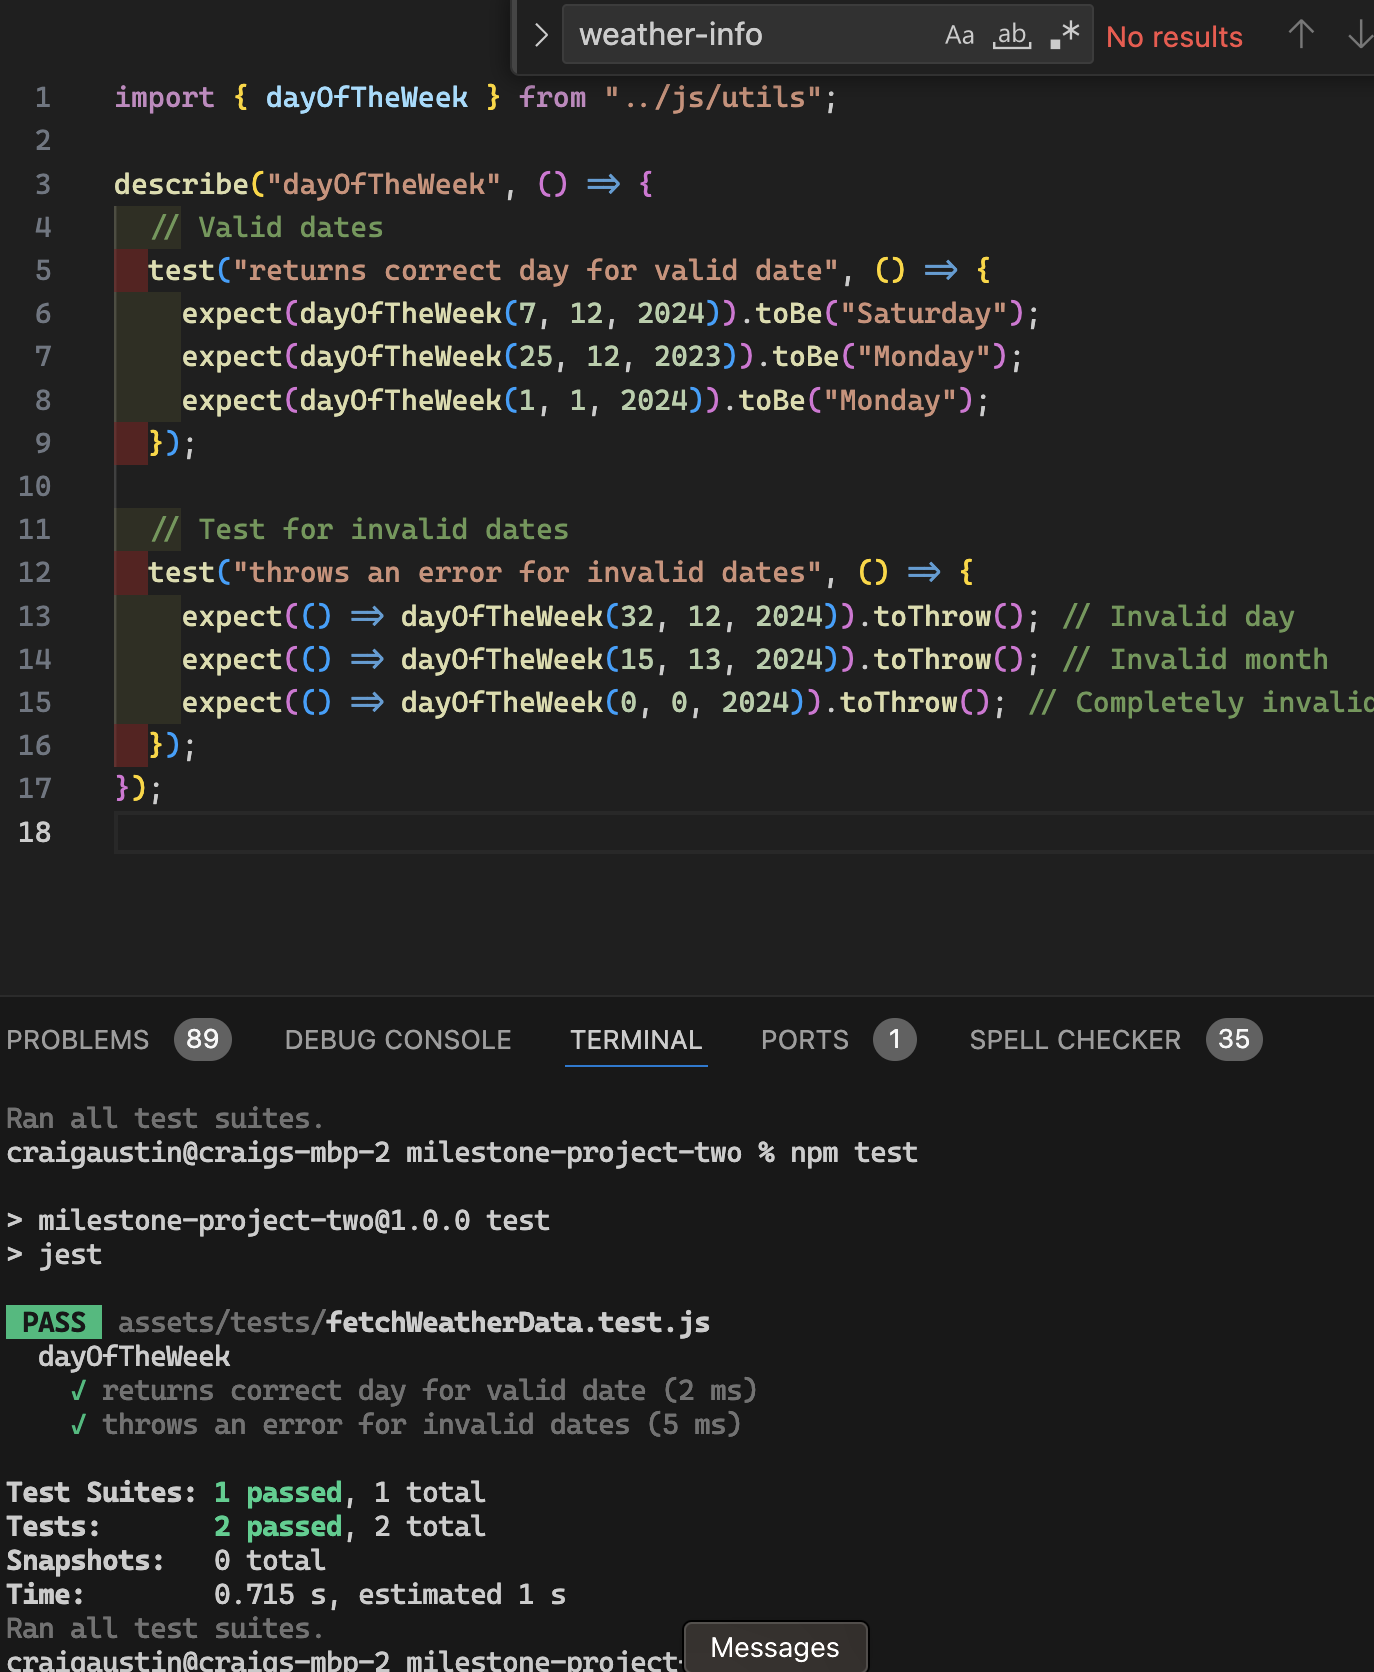 weather-info Aa ab .* No results
1 import { dayOfTheWeek } from "../js/utils";
2
3 describe("dayOfTheWeek", () => {
4 // Valid dates
5 test("returns correct day for valid date", () => {
6 expect(dayOfTheWeek(7, 12, 2024)).toBe("Saturday");
7 expect(dayOfTheWeek(25, 12, 2023)).toBe("Monday");
8 expect(dayOfTheWeek(1, 1, 2024)).toBe("Monday");
9 });
10
11 // Test for invalid dates
12 test("throws an error for invalid dates", () => {
13 expect(() => dayOfTheWeek(32, 12, 2024)).toThrow(); // Invalid day
14 expect(() => dayOfTheWeek(15, 13, 2024)).toThrow(); // Invalid month
15 expect(() => dayOfTheWeek(0, 0, 2024)).toThrow(); // Completely invalid
16 });
17 });
18
PROBLEMS 89 DEBUG CONSOLE TERMINAL PORTS 1 SPELL CHECKER 35
Ran all test suites.
craigaustin@craigs-mbp-2 milestone-project-two % npm test
> milestone-project-two@1.0.0 test
> jest
PASS assets/tests/fetchWeatherData.test.js
dayOfTheWeek
√ returns correct day for valid date (2 ms)
√ throws an error for invalid dates (5 ms)
Test Suites: 1 passed, 1 total
Tests: 2 passed, 2 total
Snapshots: 0 total
Time: 0.715 s, estimated 1 s
Ran all test suites.
craigaustin@craigs-mbp-2 milestone-project-
Messages